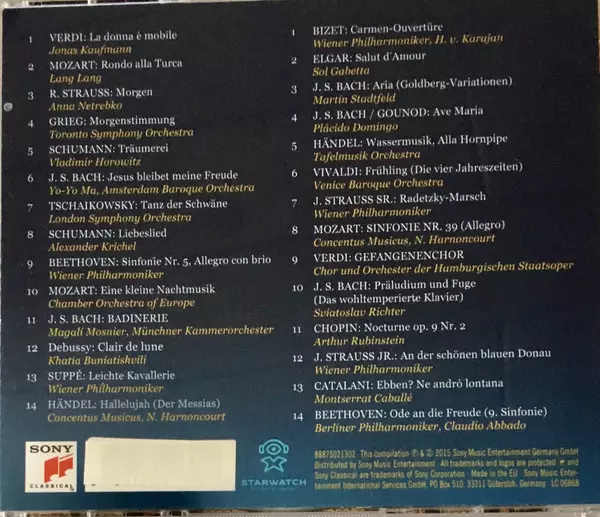 1 VERDI: La donna è mobile
Jonas Kaufmann
2 MOZART: Rondo alla Turca
Lang Lang
3 R. STRAUSS: Morgen
Anna Netrebko
4 GRIEG: Morgenstimmung
Toronto Symphony Orchestra
5 SCHUMANN: Träumerei
Vladimir Horowitz
6 J. S. BACH: Jesus bleibet meine Freude
Yo-Yo Ma, Amsterdam Baroque Orchestra
7 TSCHAIKOWSKY: Tanz der Schwäne
London Symphony Orchestra
8 SCHUMANN: Liebeslied
Alexander Krichel
9 BEETHOVEN: Sinfonie Nr. 5, Allegro con brio
Wiener Philharmoniker
10 MOZART: Eine kleine Nachtmusik
Chamber Orchestra of Europe
11 J. S. BACH: BADINERIE
Magali Mosnier, Münchner Kammerorchester
12 Debussy: Clair de lune
Khatia Buniatishvili
13 SUPPÉ: Leichte Kavallerie
Wiener Philharmoniker
14 HÄNDEL: Hallelujah (Der Messias)
Concentus Musicus, N. Harnoncourt
1 BIZET: Carmen-Ouvertüre
Wiener Philharmoniker, H. v. Karajan
2 ELGAR: Salut d'Amour
Sol Gabetta
3 J. S. BACH: Aria (Goldberg-Variationen)
Martin Stadtfeld
4 J. S. BACH / GOUNOD: Ave Maria
Plácido Domingo
5 HÄNDEL: Wassermusik, Alla Hornpipe
Tafelmusik Orchestra
6 VIVALDI: Frühling (Die vier Jahreszeiten)
Venice Baroque Orchestra
7 J. STRAUSS SR.: Radetzky-Marsch
Wiener Philharmoniker
8 MOZART: SINFONIE NR. 39 (Allegro)
Concentus Musicus, N. Harnoncourt
9 VERDI: GEFANGENENCHOR
Chor und Orchester der Hamburgischen Staatsoper
10 J. S. BACH: Präludium und Fuge
(Das wohltemperierte Klavier)
Sviatoslav Richter
11 CHOPIN: Nocturne op. 9 Nr. 2
Arthur Rubinstein
12 J. STRAUSS JR.: An der schönen blauen Donau
Wiener Philharmoniker
13 CATALANI: Ebben? Ne andrò lontana
Montserrat Caballé
14 BEETHOVEN: Ode an die Freude (9. Sinfonie)
Berliner Philharmoniker, Claudio Abbado
SONY
CLASSICAL
STARWATCH
ENTERTAINMENT
88875021302 This compilation ℗ & © 2015 Sony Music Entertainment Germany GmbH
Distributed by Sony Music Entertainment All trademarks and logos are protected and
Sony Classical are trademarks of Sony Corporation Made in the EU Sony Music Enter-
tainment International Services GmbH, PO Box 510, 33311 Gütersloh, Germany LC 06868